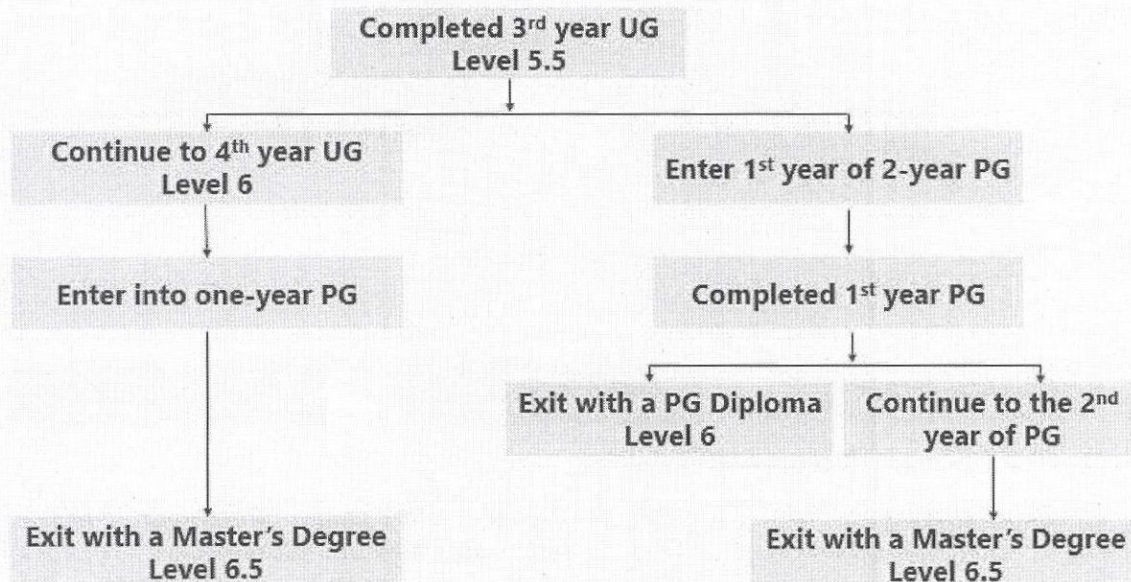 Completed 3rd year UG
Level 5.5
Continue to 4th year UG
Level 6
Enter 1st year of 2-year PG
Enter into one-year PG
Completed 1st year PG
Exit with a PG Diploma
Level 6
Continue to the 2nd
year of PG
Exit with a Master's Degree
Level 6.5
Exit with a Master's Degree
Level 6.5